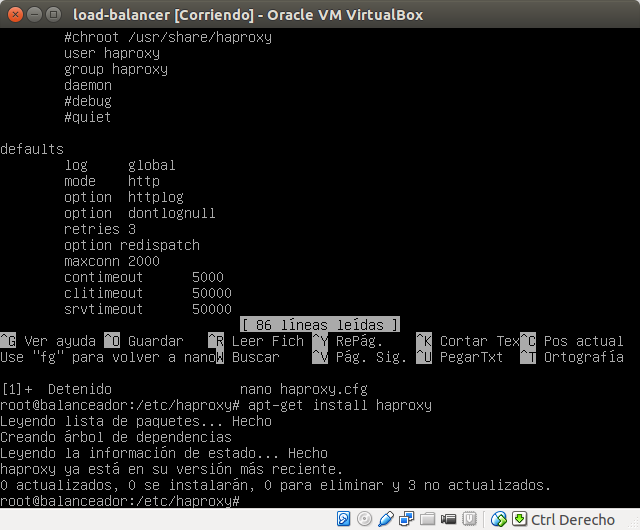 load-balancer [Corriendo] - Oracle VM VirtualBox
#chroot /usr/share/haproxy
user haproxy
group haproxy
daemon
#debug
#quiet
defaults
log global
mode http
option httplog
option dontlognull
retries 3
option redispatch
maxconn 2000
contimeout 5000
clitimeout 50000
srvtimeout 50000
[ 86 líneas leídas ]
^G Ver ayuda ^O Guardar ^R Leer Fich ^Y RePág. ^K Cortar Tex^C Pos actual
Use "fg" para volver a nanoW Buscar ^V Pág. Sig. ^U PegarTxt ^T Ortografía
[1]+ Detenido nano haproxy.cfg
root@balanceador:/etc/haproxy# apt-get install haproxy
Leyendo lista de paquetes... Hecho
Creando árbol de dependencias
Leyendo la información de estado... Hecho
haproxy ya está en su versión más reciente.
0 actualizados, 0 se instalarán, 0 para eliminar y 3 no actualizados.
root@balanceador:/etc/haproxy#
Ctrl Derecho